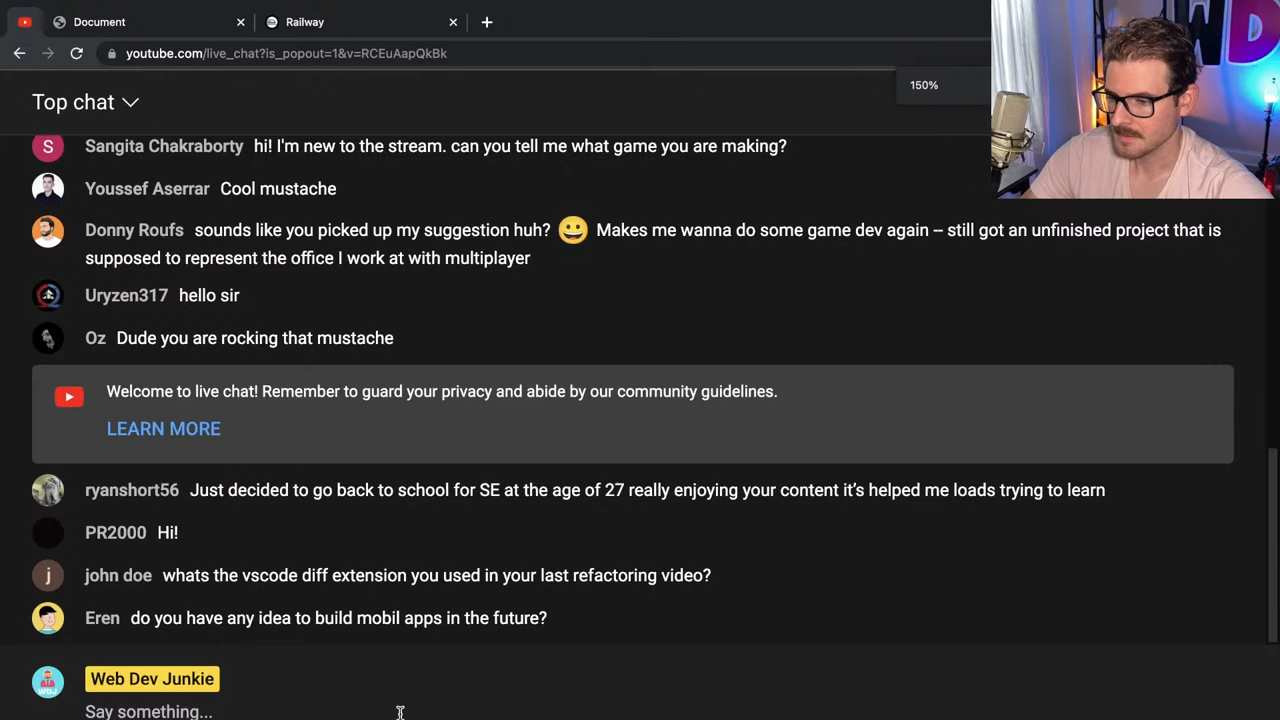 Document
Railway
youtube.com/live_chat?is_popout=1&v=RCEuAapQkBk
150%
Top chat
S Sangita Chakraborty hi! I'm new to the stream. can you tell me what game you are making?
Youssef Aserrar Cool mustache
Donny Roufs sounds like you picked up my suggestion huh? 😀 Makes me wanna do some game dev again – still got an unfinished project that is
supposed to represent the office I work at with multiplayer
Uryzen317 hello sir
Oz Dude you are rocking that mustache
Welcome to live chat! Remember to guard your privacy and abide by our community guidelines.
LEARN MORE
ryanshort56 Just decided to go back to school for SE at the age of 27 really enjoying your content it’s helped me loads trying to learn
PR2000 Hi!
j john doe whats the vscode diff extension you used in your last refactoring video?
Eren do you have any idea to build mobil apps in the future?
WDJ Web Dev Junkie
Say something...
WD